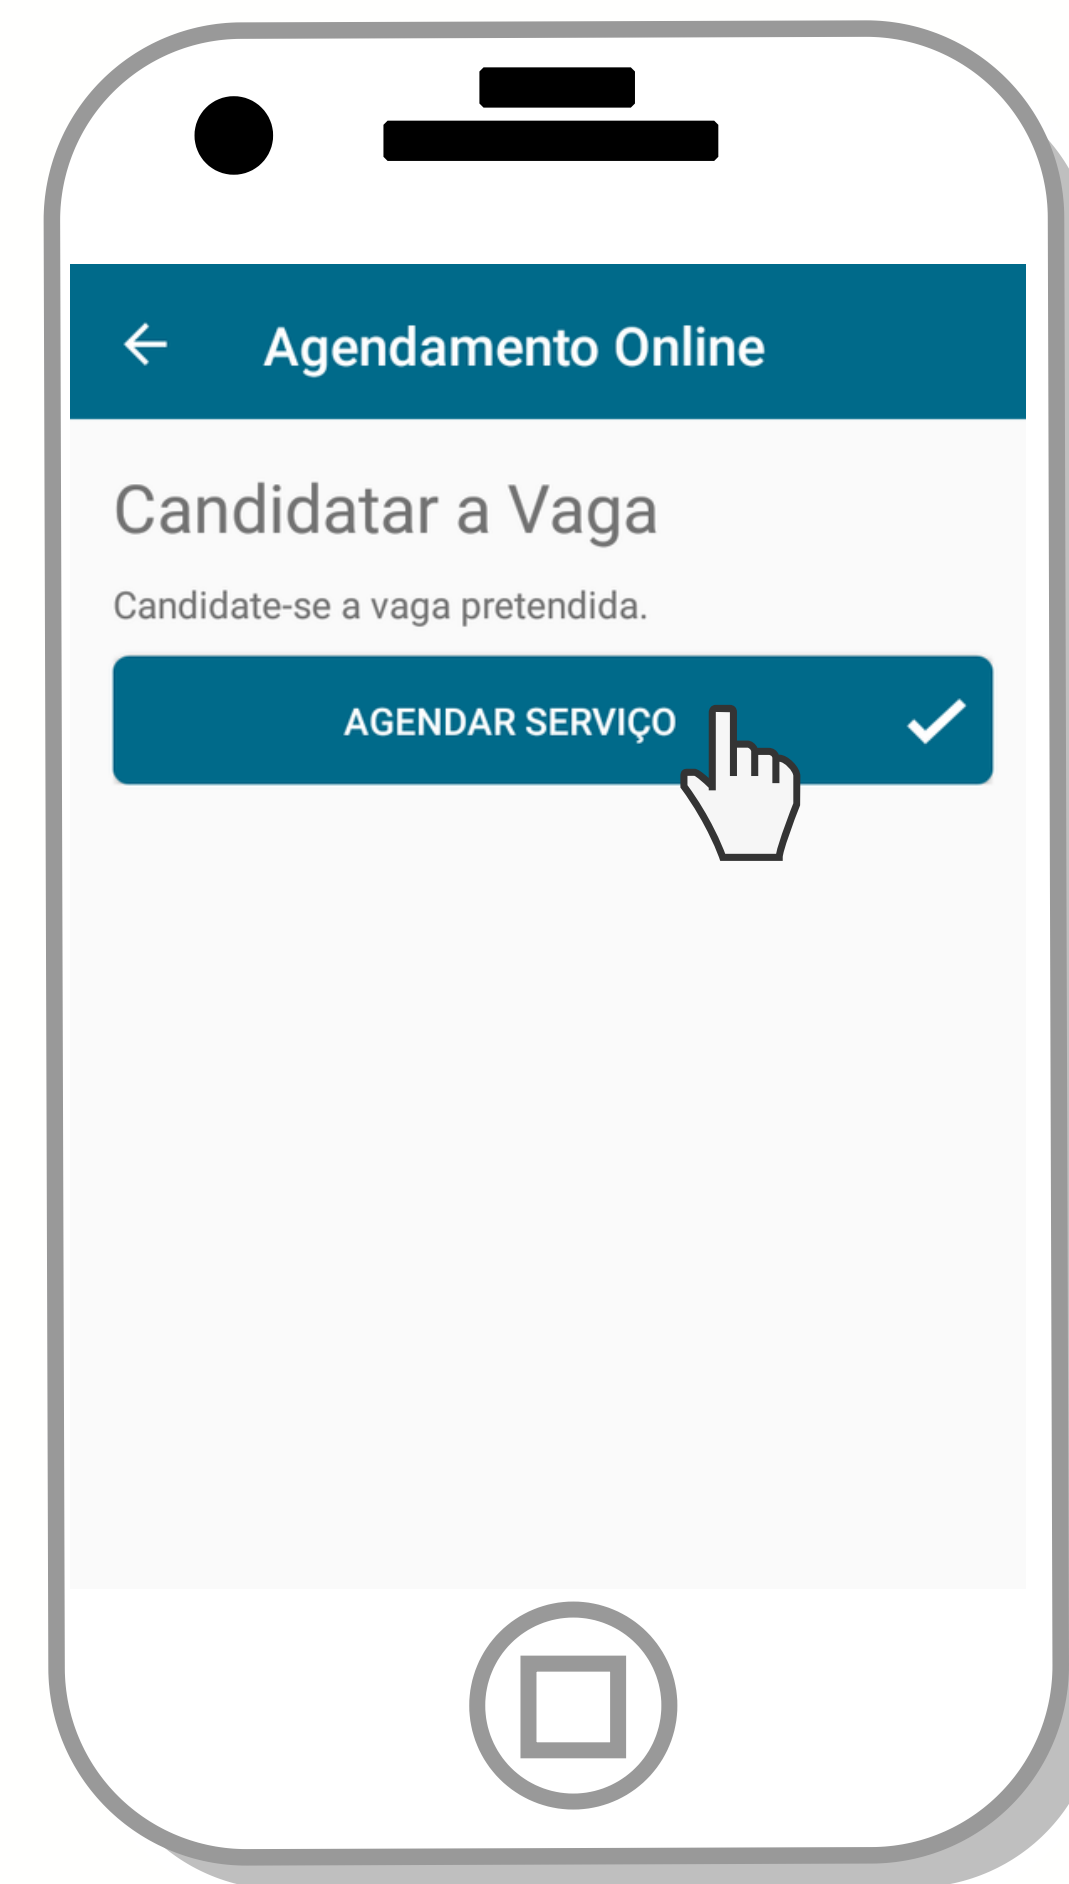 Agendamento Online
Candidatar a Vaga
Candidate-se a vaga pretendida.
AGENDAR SERVIÇO